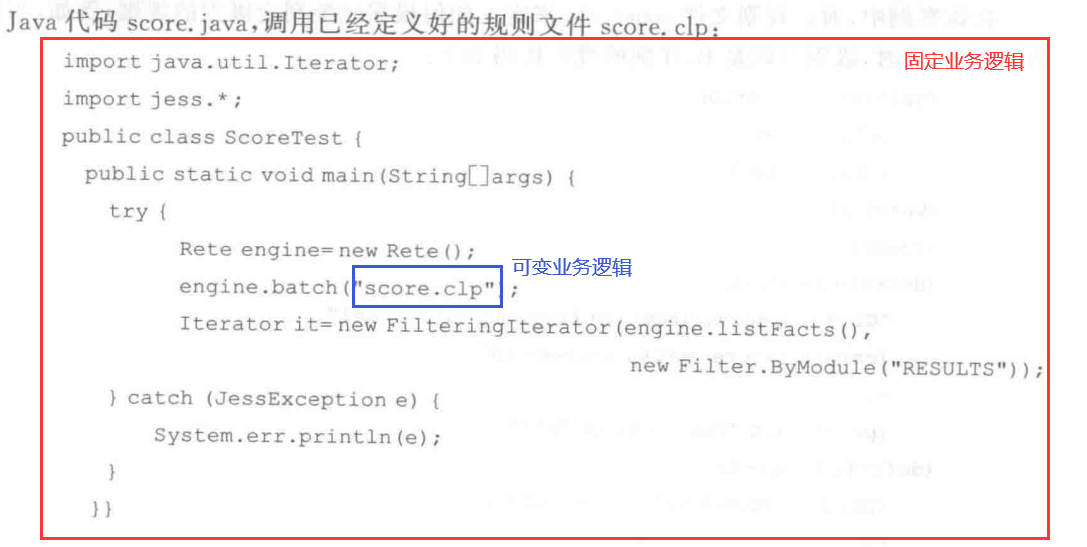 Java 代码 score.java,调用已经定义好的规则文件 score.clp:
固定业务逻辑
import java.util.Iterator;
import jess.*;
public class ScoreTest {
public static void main(String[]args) {
try {
Rete engine=new Rete();
可变业务逻辑
engine.batch("score.clp");
Iterator it=new FilteringIterator(engine.listFacts(),
new Filter.ByModule("RESULTS"));
} catch (JessException e) {
System.err.println(e);
}
}}